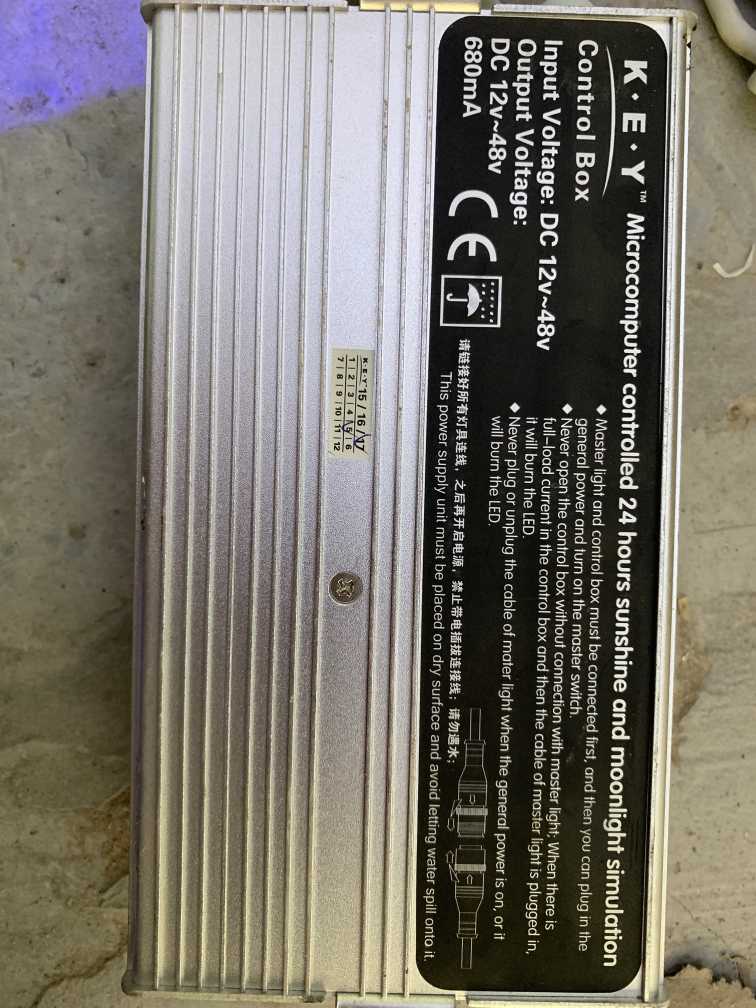 K·E·Y™ Microcomputer controlled 24 hours sunshine and moonlight simulation
Control Box
Input Voltage: DC 12v~48v
Output Voltage:
DC 12v~48v
680mA
CE
◆ Master light and control box must be connected first, and then you can plug in the
general power and turn on the master switch.
◆ Never open the control box without connection with master light; When there is
full-load current in the control box and then the cable of master light is plugged in,
it will burn the LED.
◆ Never plug or unplug the cable of mater light when the general power is on, or it
will burn the LED.
请链接好所有灯具连线，之后再开启电源，禁止带电插拔连接线；请勿遇水；
This power supply unit must be placed on dry surface and avoid letting water spill onto it.
K·E·Y '15 / 16 / 17
1 | 2 | 3 | 4 | 5 | 6
7 | 8 | 9 | 10 | 11 | 12